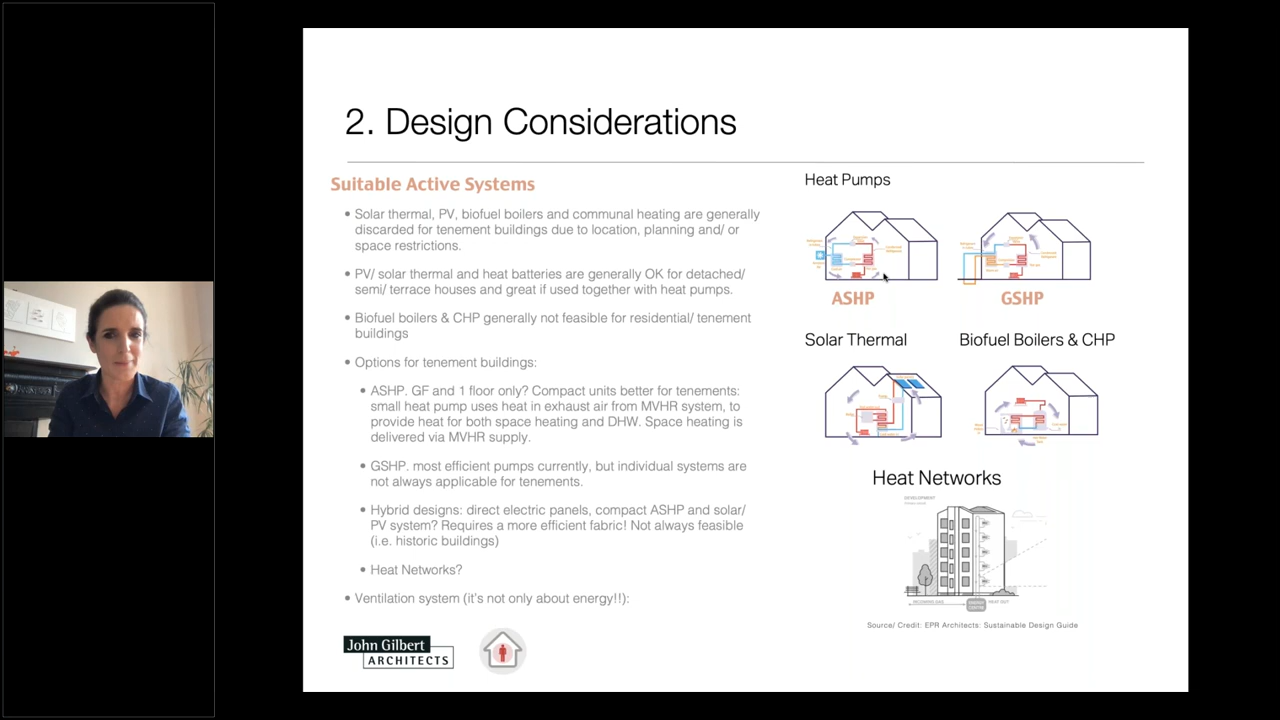 2. Design Considerations
Suitable Active Systems
• Solar thermal, PV, biofuel boilers and communal heating are generally
discarded for tenement buildings due to location, planning and/ or
space restrictions.
• PV/ solar thermal and heat batteries are generally OK for detached/
semi/ terrace houses and great if used together with heat pumps.
• Biofuel boilers & CHP generally not feasible for residential/ tenement
buildings
• Options for tenement buildings:
• ASHP. GF and 1 floor only? Compact units better for tenements:
small heat pump uses heat in exhaust air from MVHR system, to
provide heat for both space heating and DHW. Space heating is
delivered via MVHR supply.
• GSHP. most efficient pumps currently, but individual systems are
not always applicable for tenements.
• Hybrid designs: direct electric panels, compact ASHP and solar/
PV system? Requires a more efficient fabric! Not always feasible
(i.e. historic buildings)
• Heat Networks?
• Ventilation system (it's not only about energy!!):
John Gilbert
ARCHITECTS
Heat Pumps
ASHP
GSHP
Solar Thermal
Biofuel Boilers & CHP
Heat Networks
DEVELOPMENT
INCOMING GAS
HEAT OUT
Source/ Credit: EPR Architects: Sustainable Design Guide